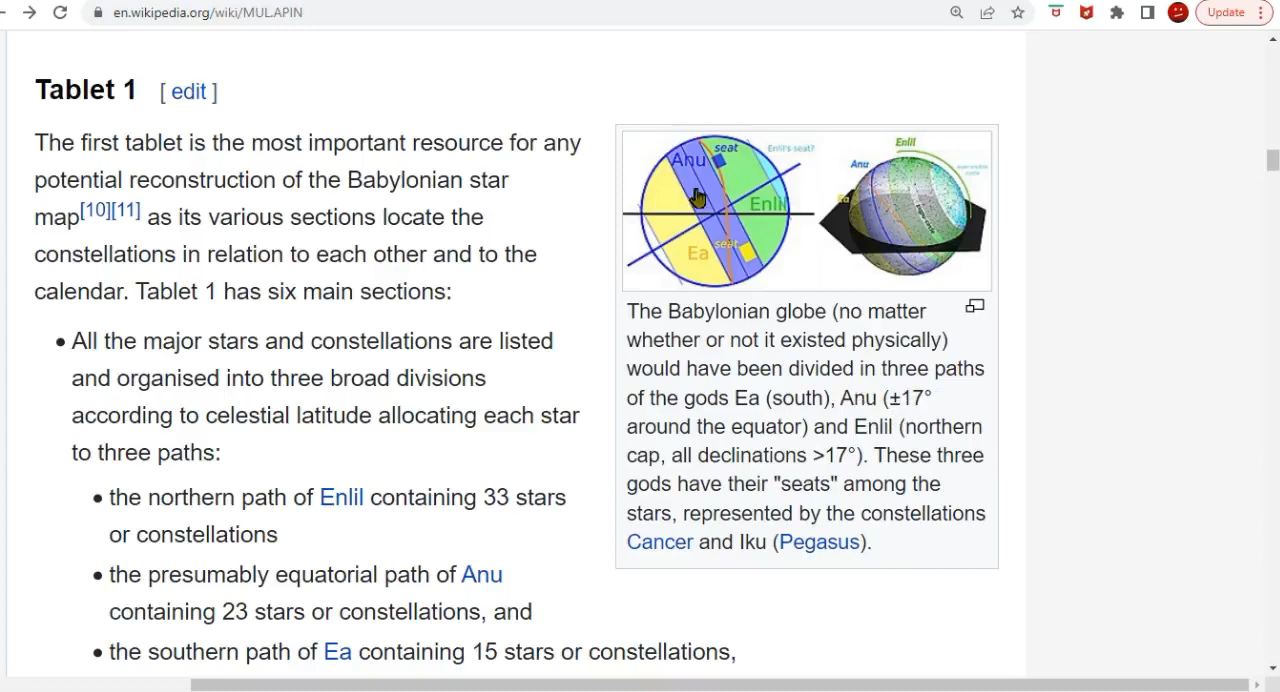 en.wikipedia.org/wiki/MUL.APIN
Update
Tablet 1 [ edit ]
The first tablet is the most important resource for any
potential reconstruction of the Babylonian star
map[10][11] as its various sections locate the
constellations in relation to each other and to the
calendar. Tablet 1 has six main sections:
• All the major stars and constellations are listed
and organised into three broad divisions
according to celestial latitude allocating each star
to three paths:
• the northern path of Enlil containing 33 stars
or constellations
• the presumably equatorial path of Anu
containing 23 stars or constellations, and
• the southern path of Ea containing 15 stars or constellations,
Anu
seat
Enlil's seat?
Enlil
Ea
seat
Enlil
Anu
Ea
The Babylonian globe (no matter
whether or not it existed physically)
would have been divided in three paths
of the gods Ea (south), Anu (±17°
around the equator) and Enlil (northern
cap, all declinations >17°). These three
gods have their "seats" among the
stars, represented by the constellations
Cancer and Iku (Pegasus).